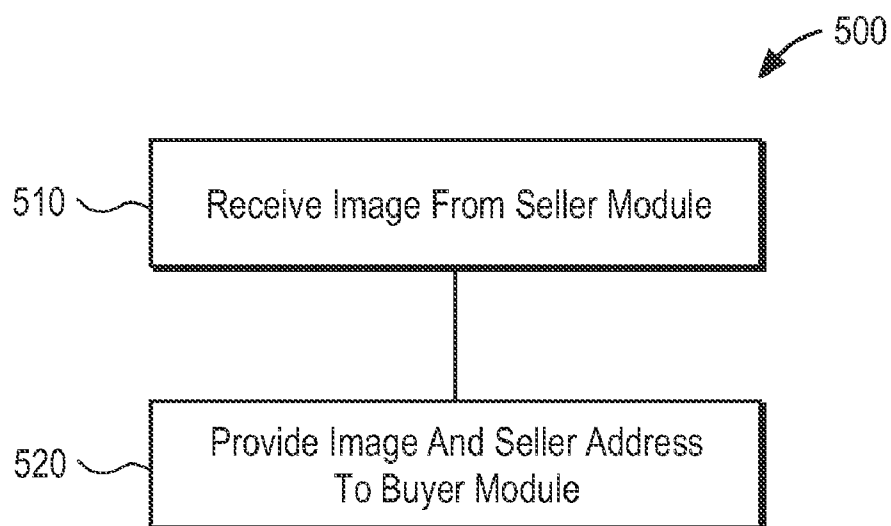 500
510
Receive Image From Seller Module
520
Provide Image And Seller Address
To Buyer Module